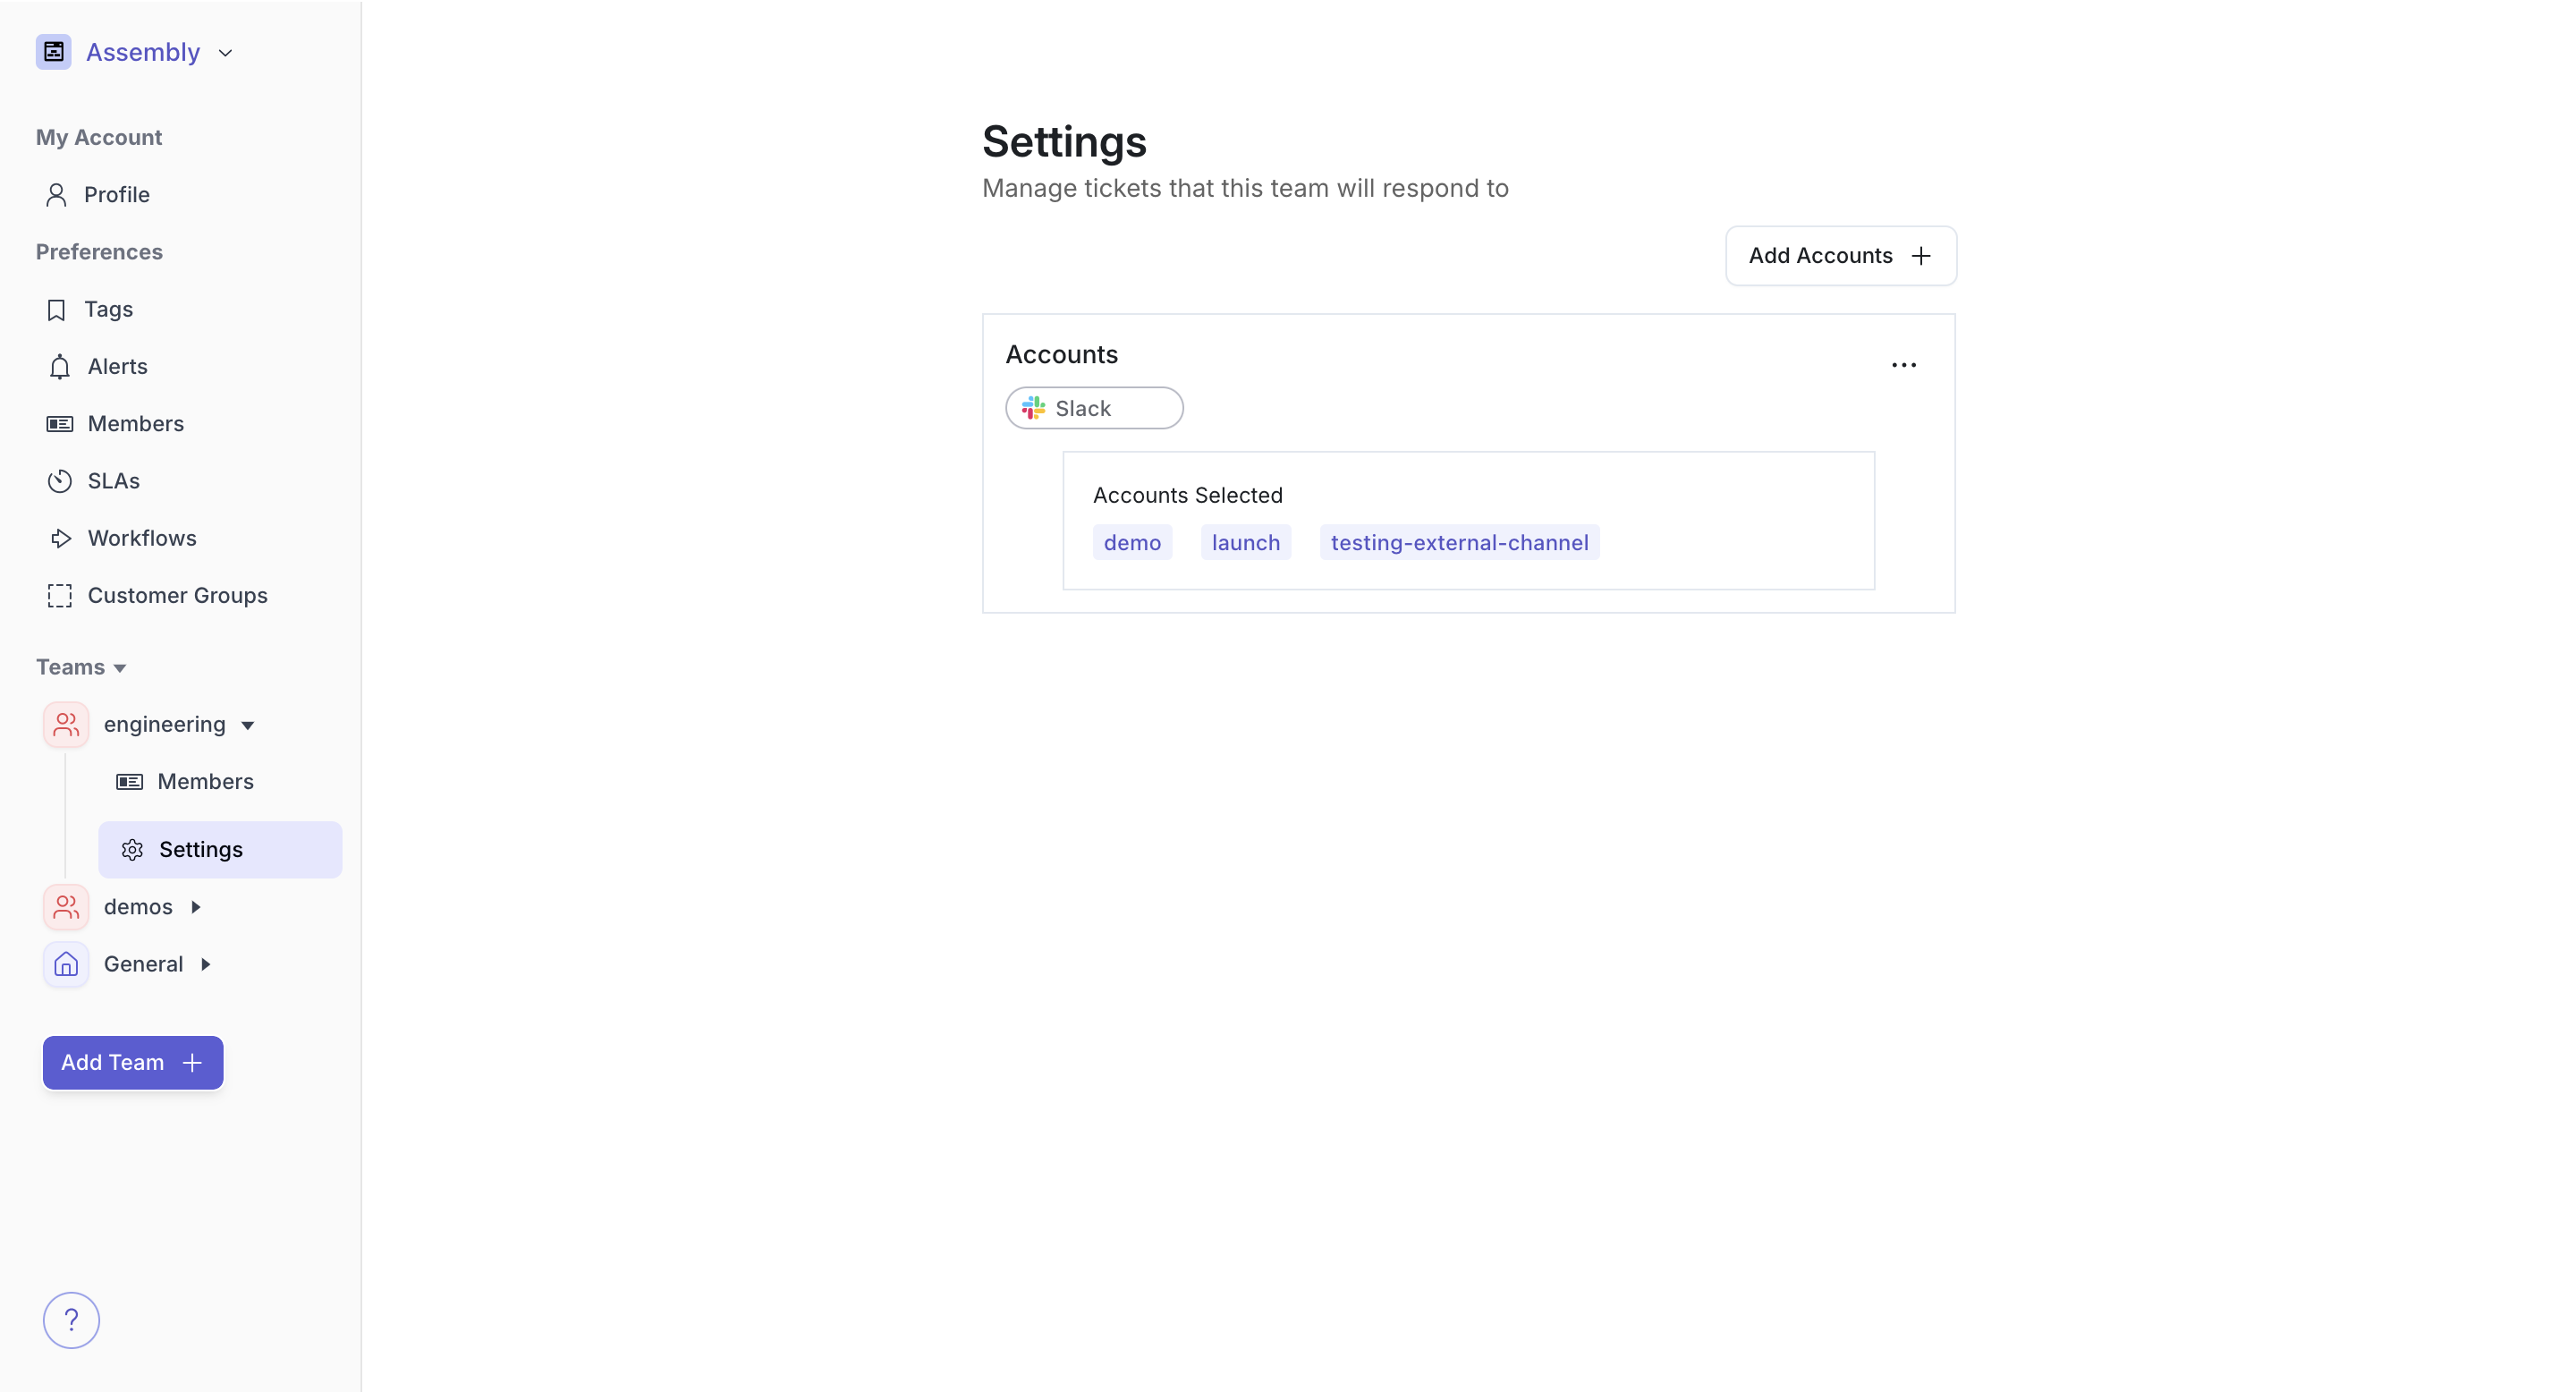 Assembly
My Account
Profile
Preferences
Tags
Alerts
Members
SLAs
Workflows
Customer Groups
Teams
engineering
Members
Settings
demos
General
Add Team
?
Settings
Manage tickets that this team will respond to
Add Accounts
Accounts
Slack
Accounts Selected
demo launch testing-external-channel